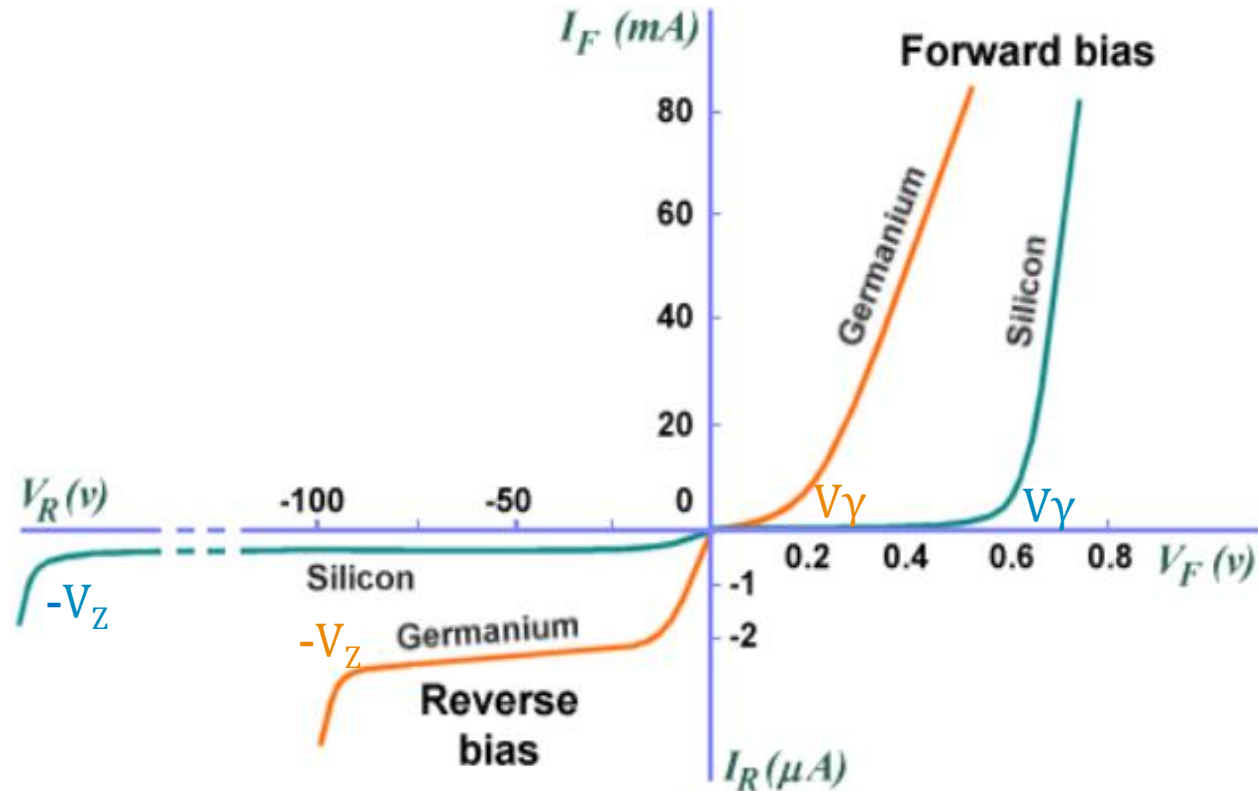 I_F (mA)
Forward bias
80
60
40
20
0
Germanium
Silicon
V_R (v)
-100
-50
Vγ
Vγ
0.2
0.4
0.6
0.8
V_F (v)
Silicon
-V_Z
-V_Z
Germanium
-1
-2
Reverse
bias
I_R (μA)